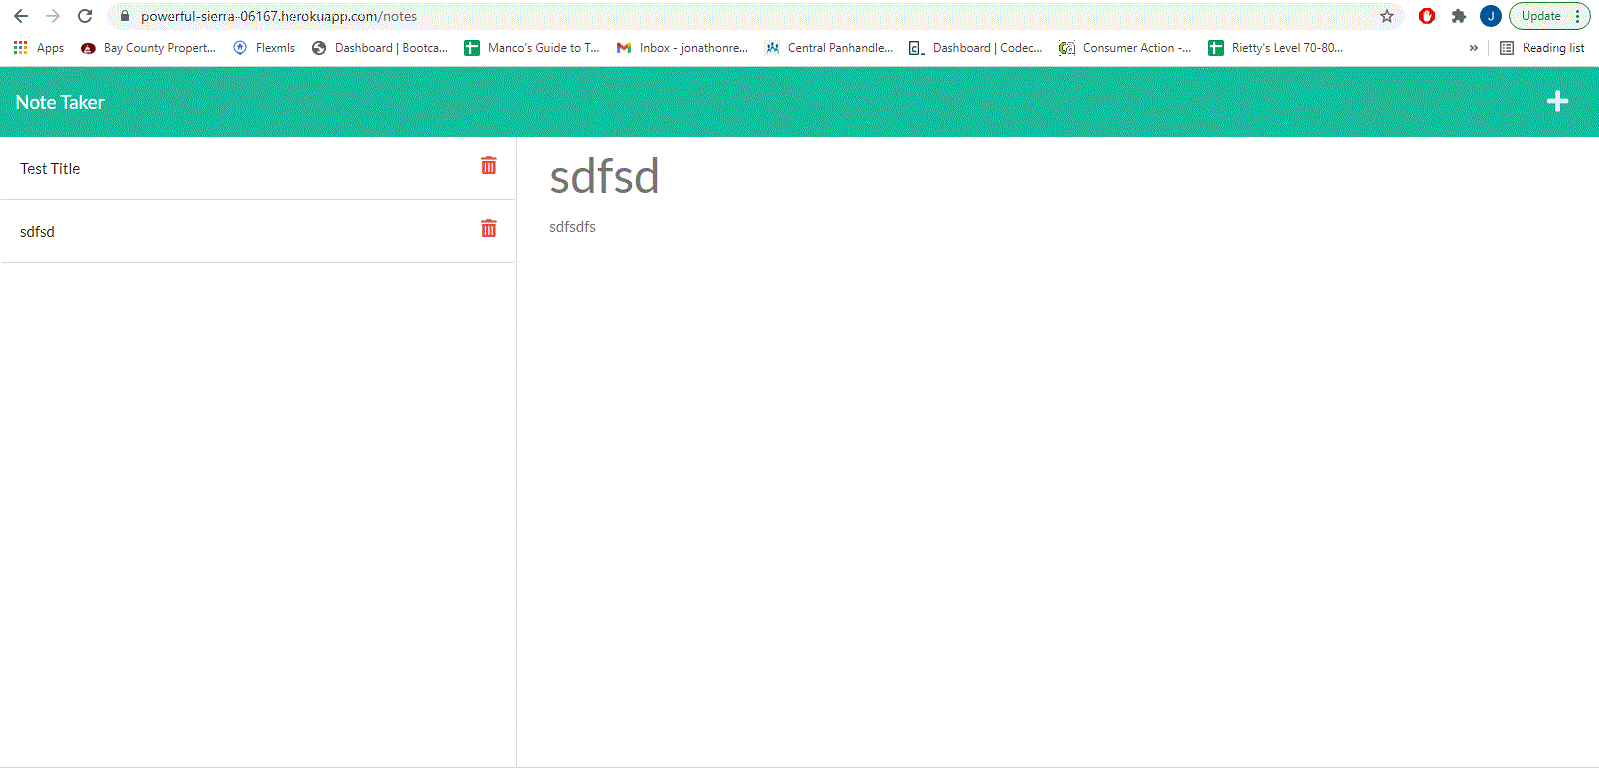 powerful-sierra-06167.herokuapp.com/notes
J
Update
Apps
Bay County Propert...
Flexmls
Dashboard | Bootca...
Manco's Guide to T...
Inbox - jonathonre...
Central Panhandle...
Dashboard | Codec...
Consumer Action -...
Rietty's Level 70-80...
»
Reading list
Note Taker
Test Title
sdfsd
sdfsd
sdfsdfs